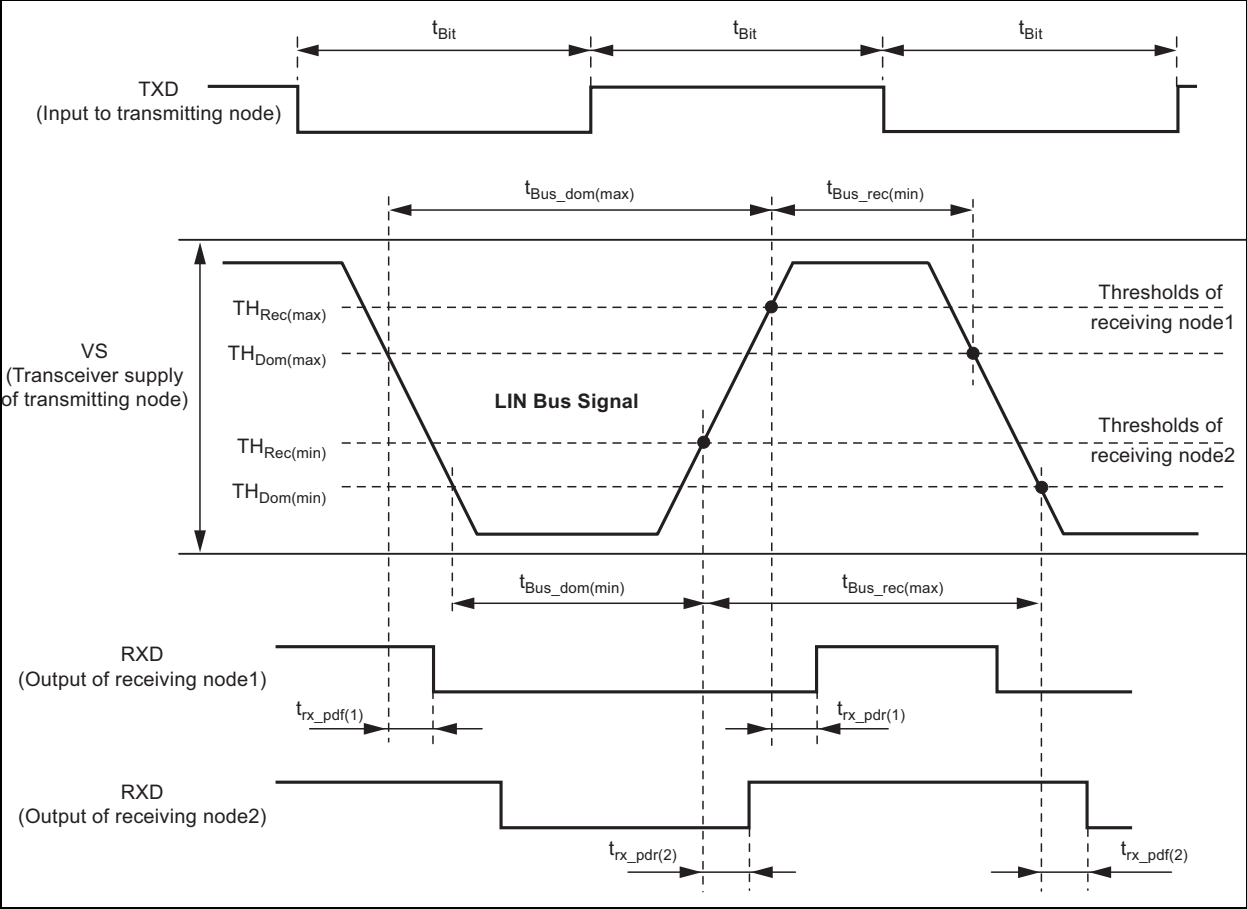 tBit tBit tBit
TXD
(Input to transmitting node)
tBus_dom(max) tBus_rec(min)
THRec(max)
Thresholds of
receiving node1
THDom(max)
VS
(Transceiver supply
of transmitting node)
LIN Bus Signal
THRec(min)
Thresholds of
receiving node2
THDom(min)
tBus_dom(min) tBus_rec(max)
RXD
(Output of receiving node1)
trx_pdf(1) trx_pdr(1)
RXD
(Output of receiving node2)
trx_pdr(2) trx_pdf(2)